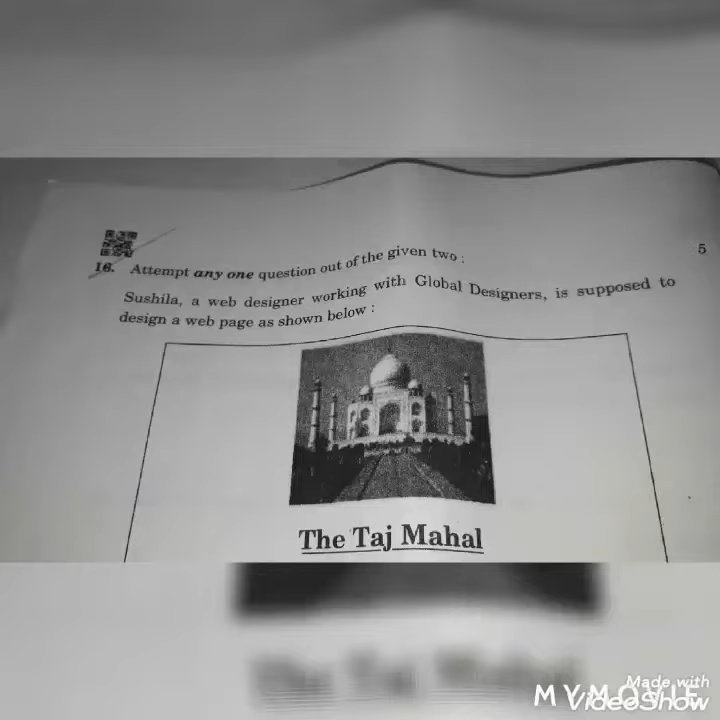 5
16. Attempt any one question out of the given two :
Sushila, a web designer working with Global Designers, is supposed to
design a web page as shown below :
The Taj Mahal
Made with
MYMOVIE
VideoShow